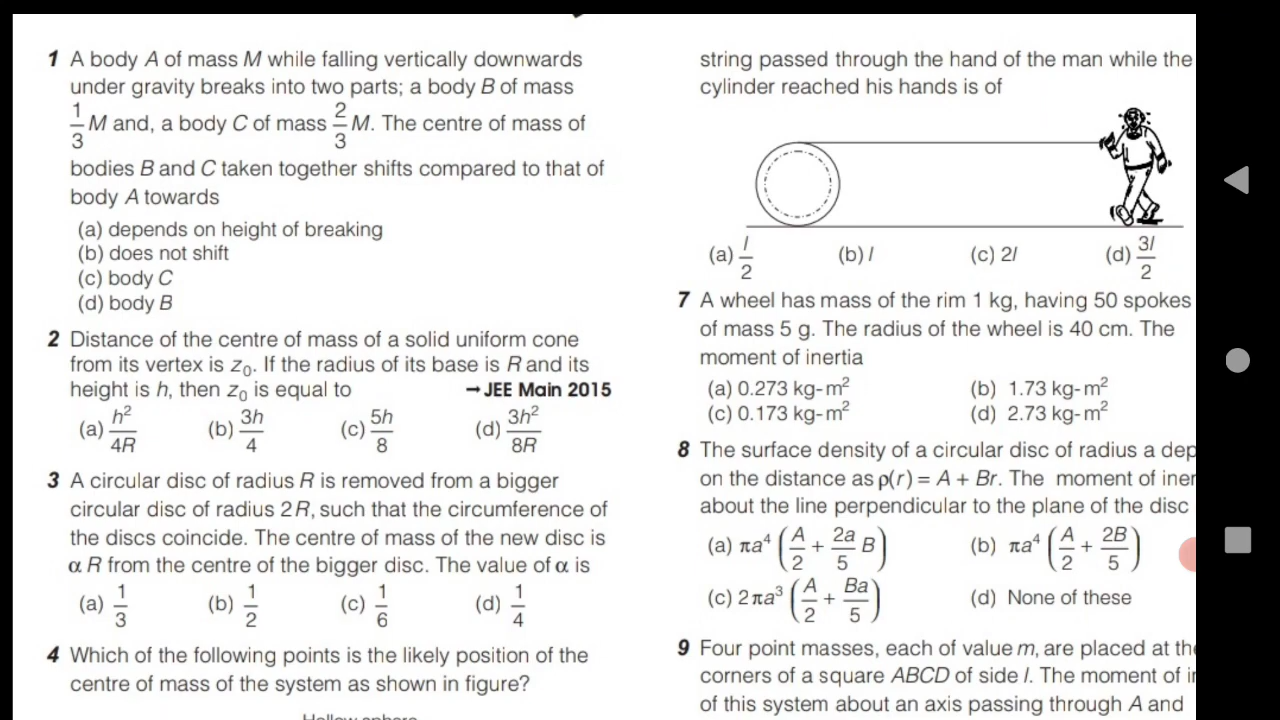 1 A body A of mass M while falling vertically downwards
under gravity breaks into two parts; a body B of mass
1/3 M and, a body C of mass 2/3 M. The centre of mass of
bodies B and C taken together shifts compared to that of
body A towards
(a) depends on height of breaking
(b) does not shift
(c) body C
(d) body B
2 Distance of the centre of mass of a solid uniform cone
from its vertex is z₀. If the radius of its base is R and its
height is h, then z₀ is equal to → JEE Main 2015
(a) h²/4R (b) 3h/4 (c) 5h/8 (d) 3h²/8R
3 A circular disc of radius R is removed from a bigger
circular disc of radius 2R, such that the circumference of
the discs coincide. The centre of mass of the new disc is
α R from the centre of the bigger disc. The value of α is
(a) 1/3 (b) 1/2 (c) 1/6 (d) 1/4
4 Which of the following points is the likely position of the
centre of mass of the system as shown in figure?
Hollow sphere
string passed through the hand of the man while the
cylinder reached his hands is of
(a) l/2 (b) l (c) 2l (d) 3l/2
7 A wheel has mass of the rim 1 kg, having 50 spokes
of mass 5 g. The radius of the wheel is 40 cm. The
moment of inertia
(a) 0.273 kg-m² (b) 1.73 kg-m²
(c) 0.173 kg-m² (d) 2.73 kg-m²
8 The surface density of a circular disc of radius a dep
on the distance as ρ(r) = A + Br. The moment of iner
about the line perpendicular to the plane of the disc
(a) πa⁴ (A/2 + 2a/5 B) (b) πa⁴ (A/2 + 2B/5)
(c) 2πa³ (A/2 + Ba/5) (d) None of these
9 Four point masses, each of value m, are placed at the
corners of a square ABCD of side l. The moment of i
of this system about an axis passing through A and